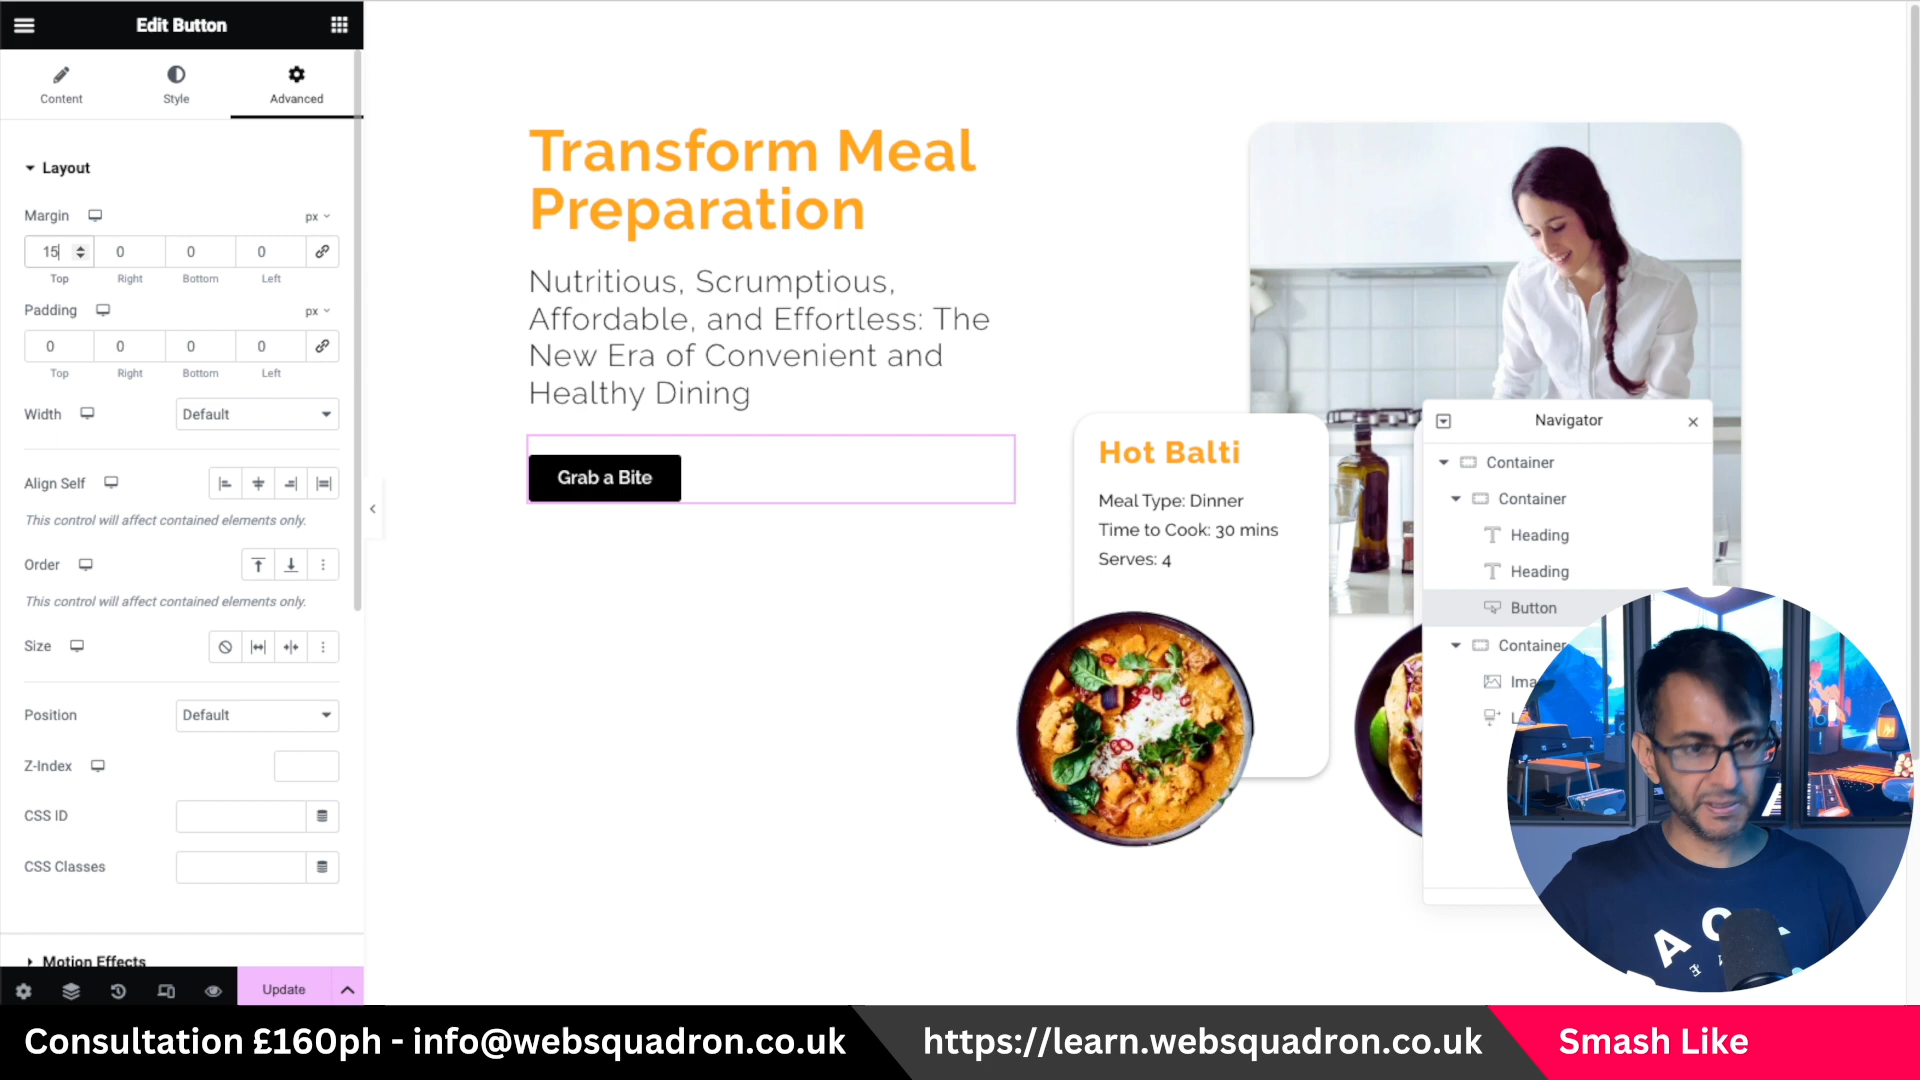 Edit Button
Content
Style
Advanced
Layout
Margin
px
15
0
0
0
Top
Right
Bottom
Left
Padding
px
0
0
0
0
Top
Right
Bottom
Left
Width
Default
Align Self
This control will affect contained elements only.
Order
This control will affect contained elements only.
Size
Position
Default
Z-Index
CSS ID
CSS Classes
Motion Effects
Update
Transform Meal
Preparation
Nutritious, Scrumptious,
Affordable, and Effortless: The
New Era of Convenient and
Healthy Dining
Grab a Bite
Hot Balti
Meal Type: Dinner
Time to Cook: 30 mins
Serves: 4
Navigator
Container
Container
Heading
Heading
Button
Container
Consultation £160ph - info@websquadron.co.uk
https://learn.websquadron.co.uk
Smash Like